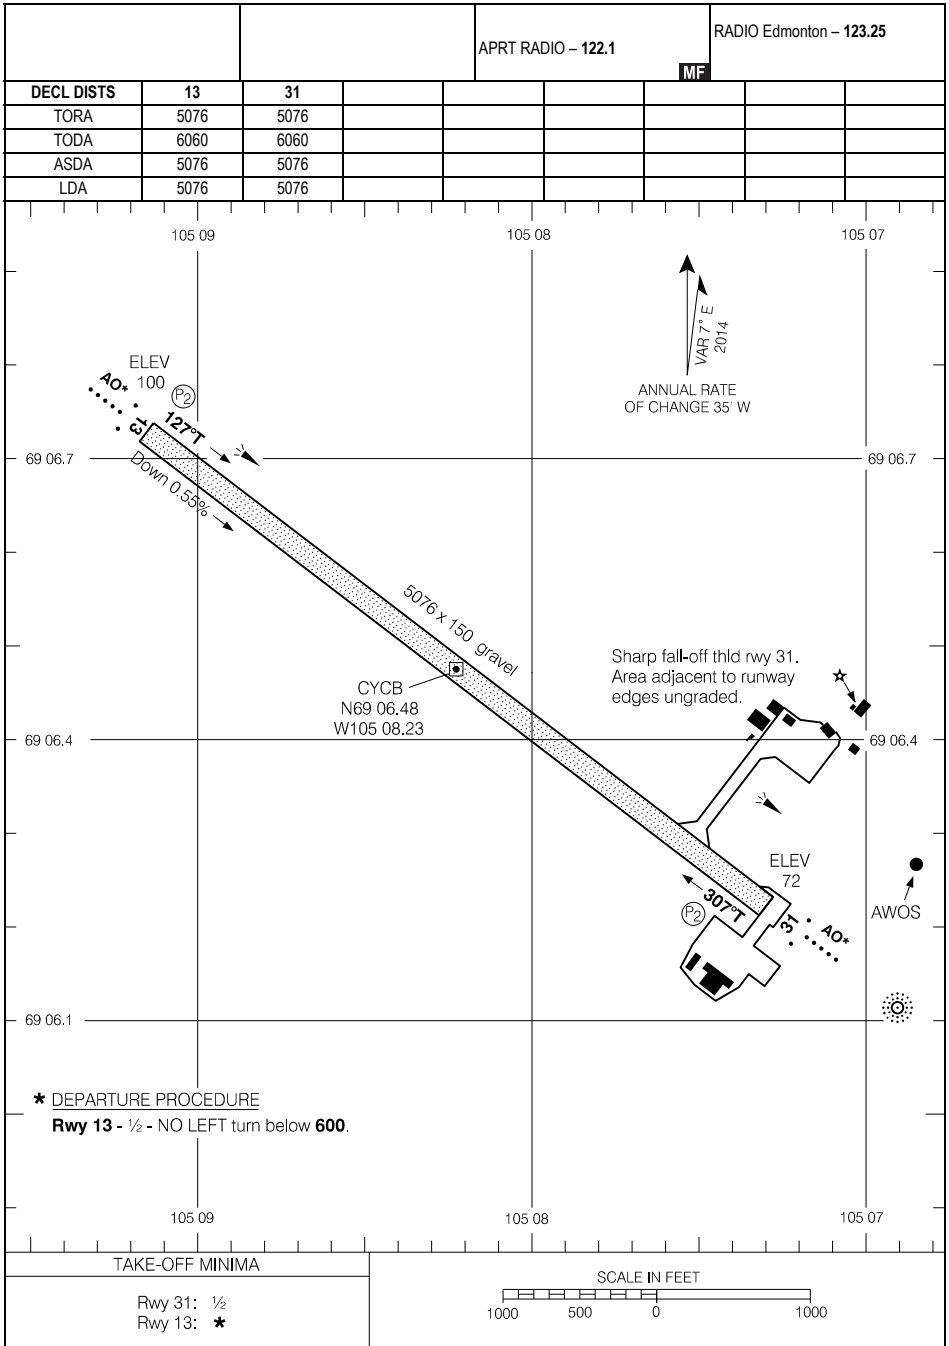 APRT RADIO – 122.1
MF
RADIO Edmonton – 123.25
DECL DISTS 13 31
TORA 5076 5076
TODA 6060 6060
ASDA 5076 5076
LDA 5076 5076
105 09 105 08 105 07
VAR 7° E
2014
ANNUAL RATE
OF CHANGE 35' W
ELEV
100
AO*
P2
13
127°T
69 06.7 69 06.7
Down 0.55%
5076 x 150 gravel
Sharp fall-off thld rwy 31.
Area adjacent to runway
edges ungraded.
CYCB
N69 06.48
W105 08.23
69 06.4 69 06.4
ELEV
72
307°T
P2
31
AO*
AWOS
69 06.1
* DEPARTURE PROCEDURE
Rwy 13 - ½ - NO LEFT turn below 600.
105 09 105 08 105 07
TAKE-OFF MINIMA
Rwy 31: ½
Rwy 13: *
SCALE IN FEET
1000 500 0 1000